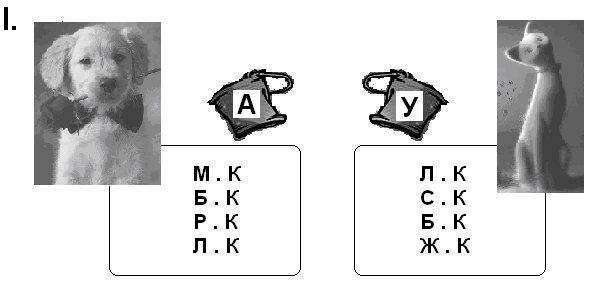 I.
А
У
М . К
Б . К
Р . К
Л . К
Л . К
С . К
Б . К
Ж . К